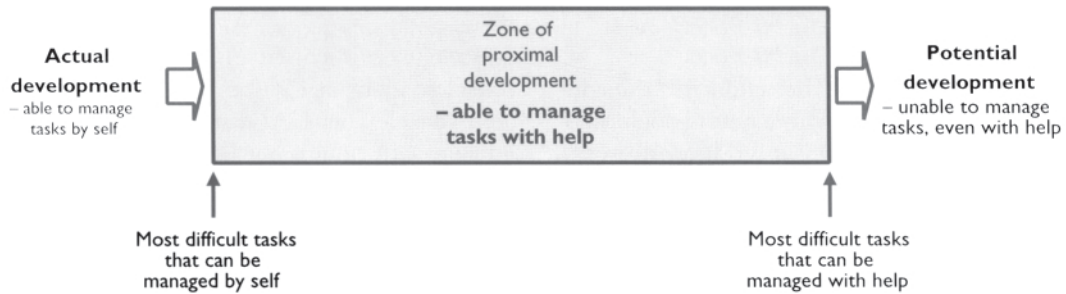 Actual
development
– able to manage
tasks by self
Zone of
proximal
development
– able to manage
tasks with help
Potential
development
– unable to manage
tasks, even with help
Most difficult tasks
that can be
managed by self
Most difficult tasks
that can be
managed with help